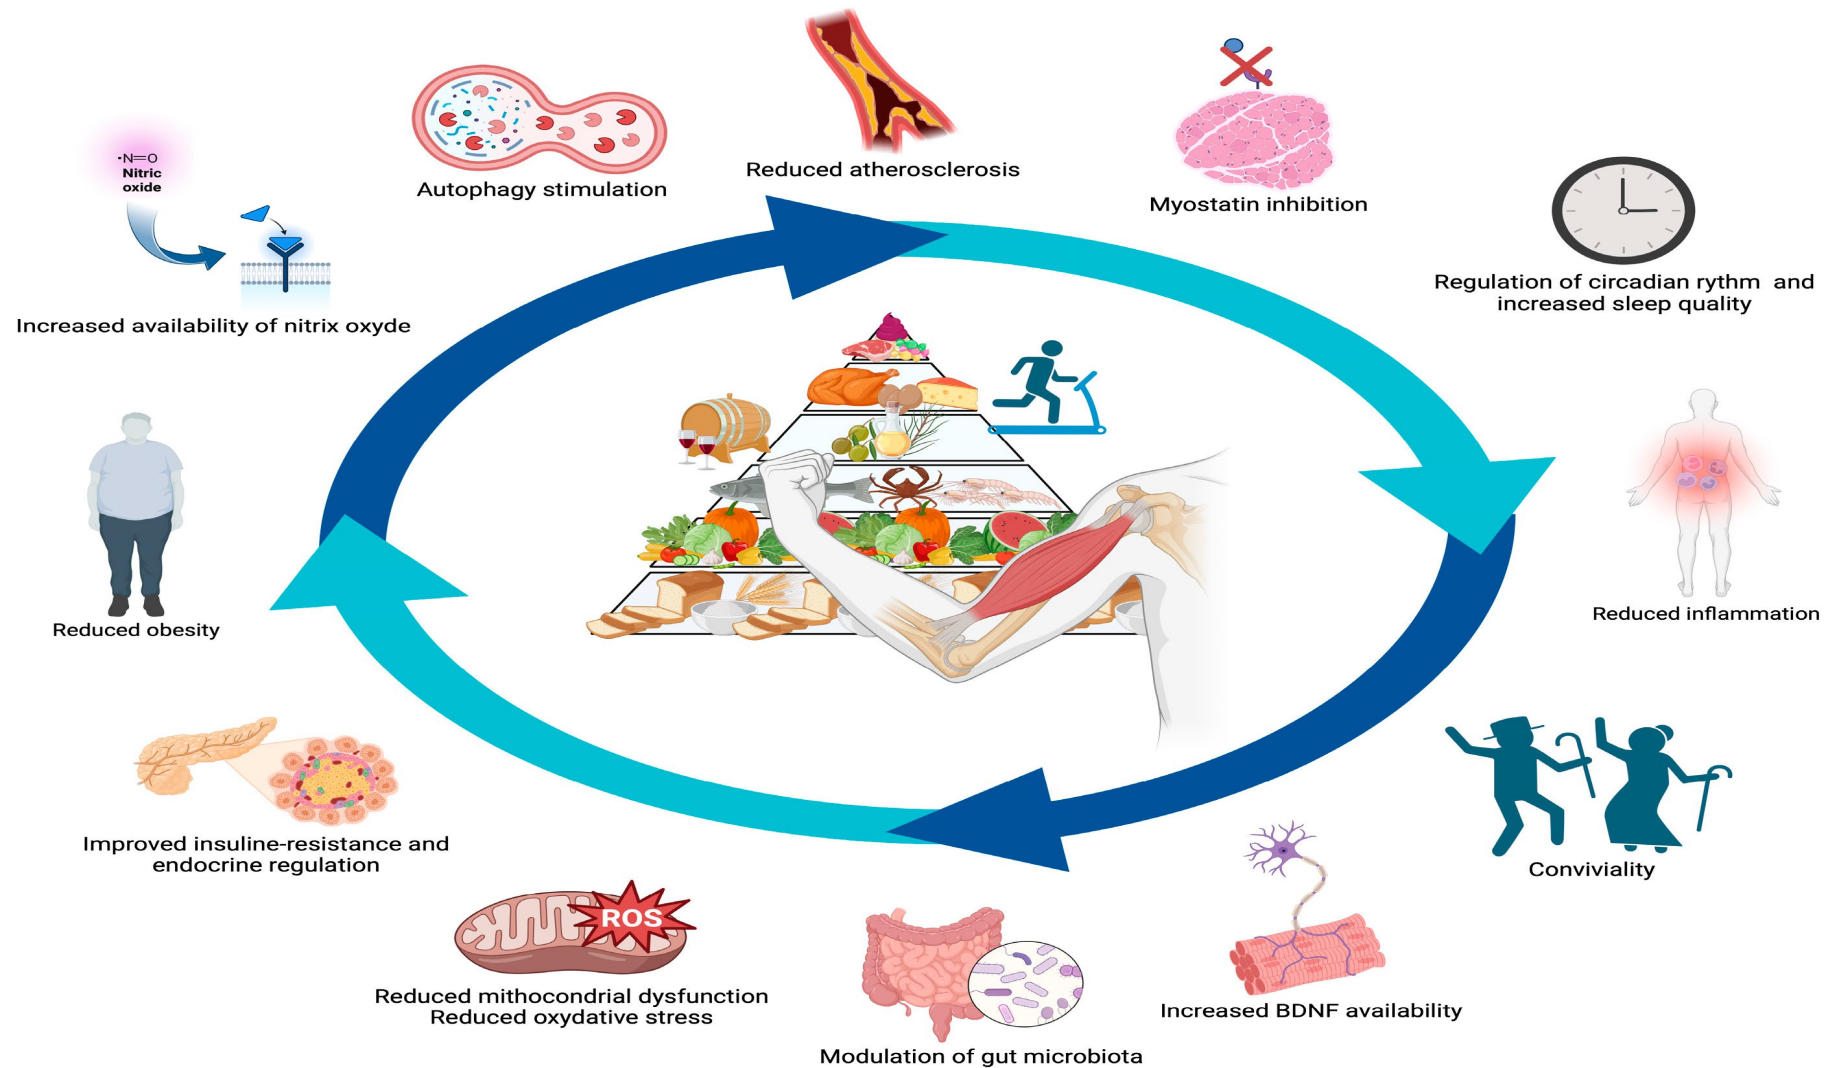 Reduced atherosclerosis
Autophagy stimulation
Myostatin inhibition
·N=O
Nitric
oxide
Increased availability of nitrix oxyde
Regulation of circadian rythm and
increased sleep quality
Reduced obesity
Reduced inflammation
Improved insuline-resistance and
endocrine regulation
Conviviality
ROS
Reduced mithocondrial dysfunction
Reduced oxydative stress
Increased BDNF availability
Modulation of gut microbiota